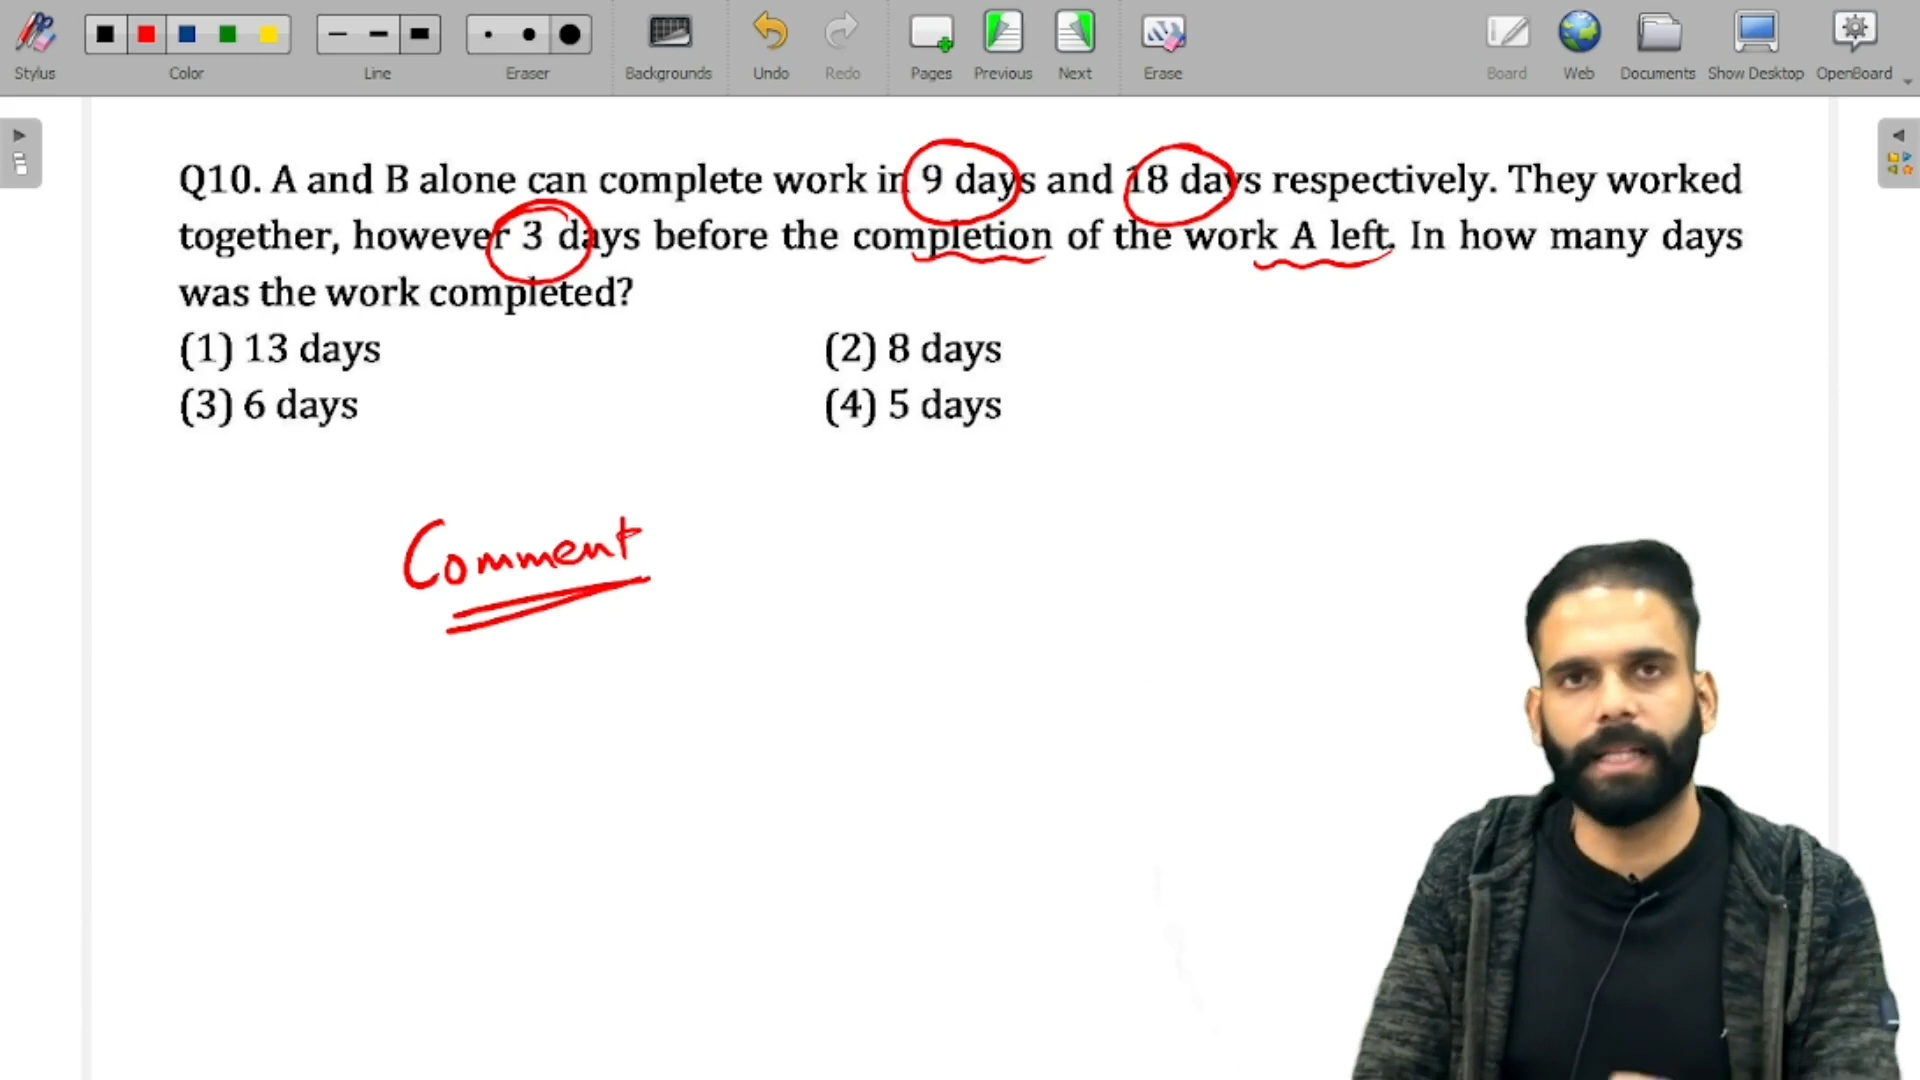 Stylus Color Line Eraser Backgrounds Undo Redo Pages Previous Next Erase Board Web Documents Show Desktop OpenBoard
Q10. A and B alone can complete work in 9 days and 18 days respectively. They worked
together, however 3 days before the completion of the work A left. In how many days
was the work completed?
(1) 13 days (2) 8 days
(3) 6 days (4) 5 days
Comment